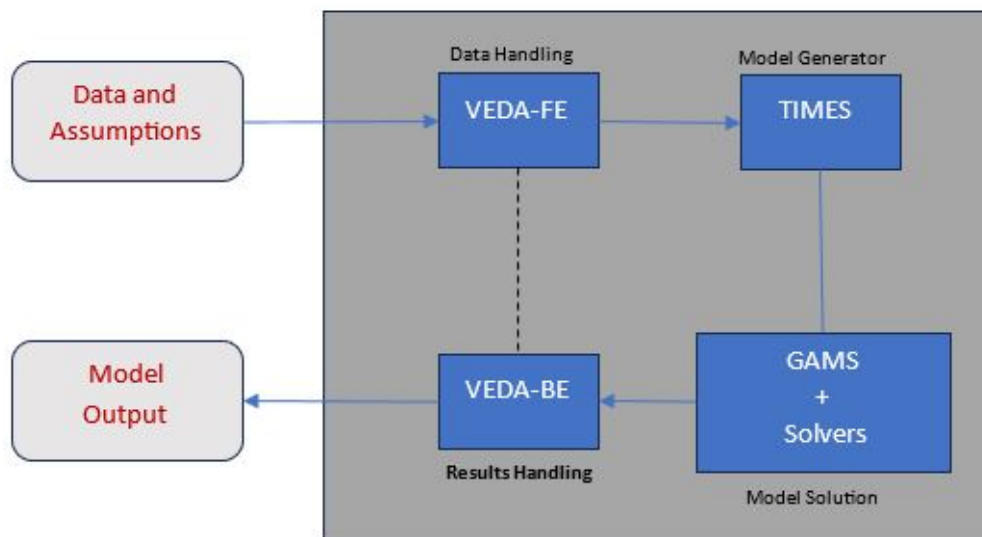 Data Handling
Model Generator
Data and
Assumptions
VEDA-FE
TIMES
Model
Output
VEDA-BE
GAMS
+
Solvers
Results Handling
Model Solution